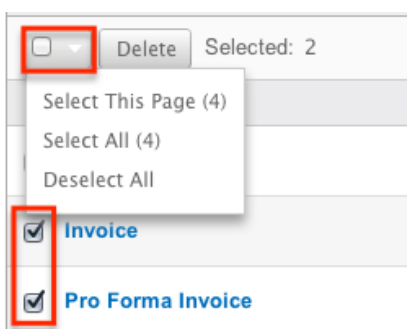 Delete Selected: 2
Select This Page (4)
Select All (4)
Deselect All
Invoice
Pro Forma Invoice